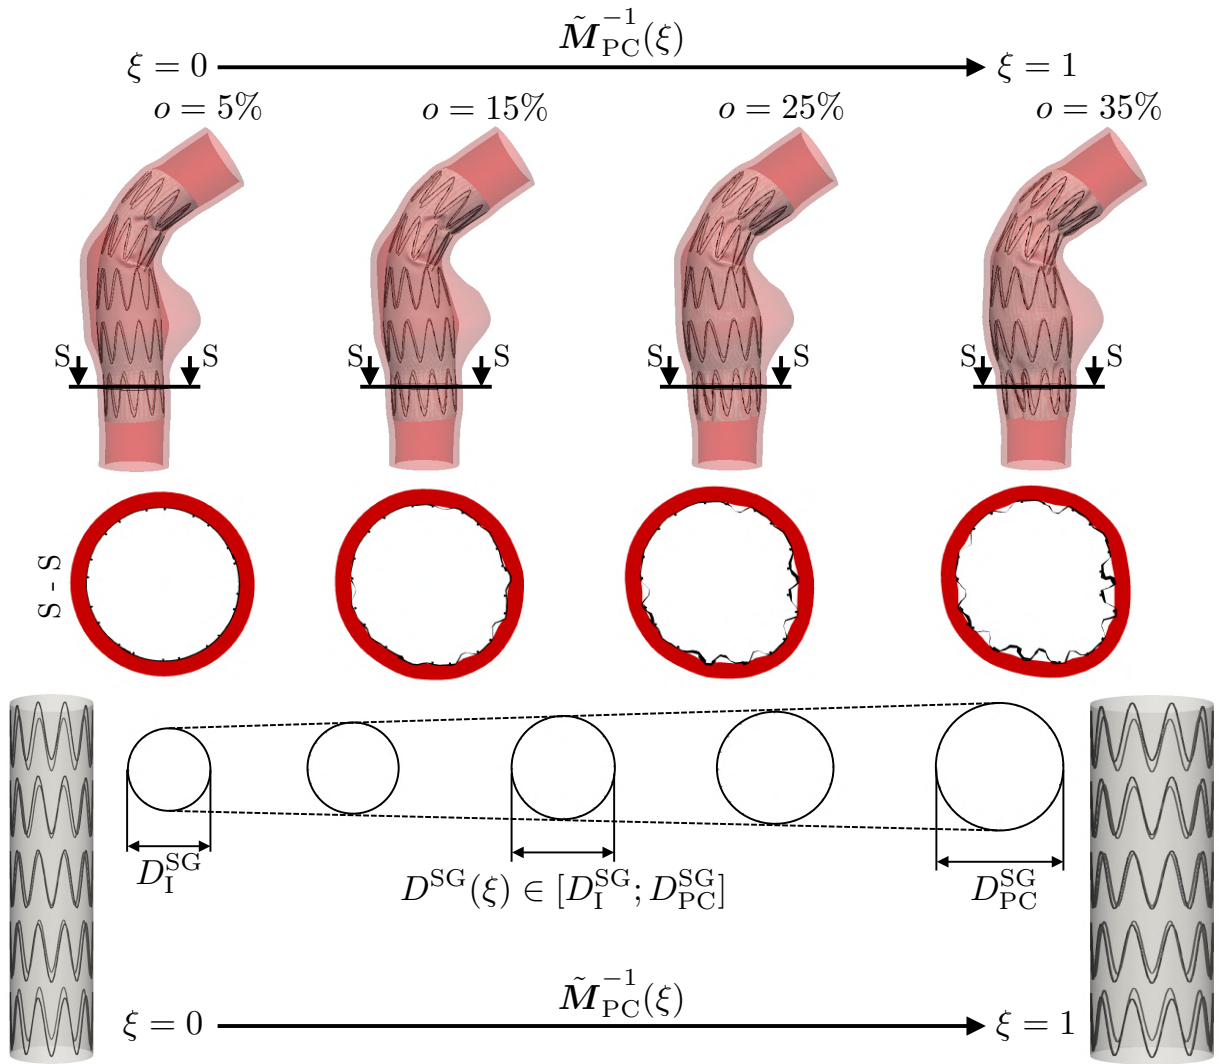 M̃_PC^{-1}(ξ)
ξ = 0 ξ = 1
o = 5% o = 15% o = 25% o = 35%
S S S S S S S S
S - S
D_I^SG D^SG(ξ) ∈ [D_I^SG; D_PC^SG] D_PC^SG
M̃_PC^{-1}(ξ)
ξ = 0 ξ = 1